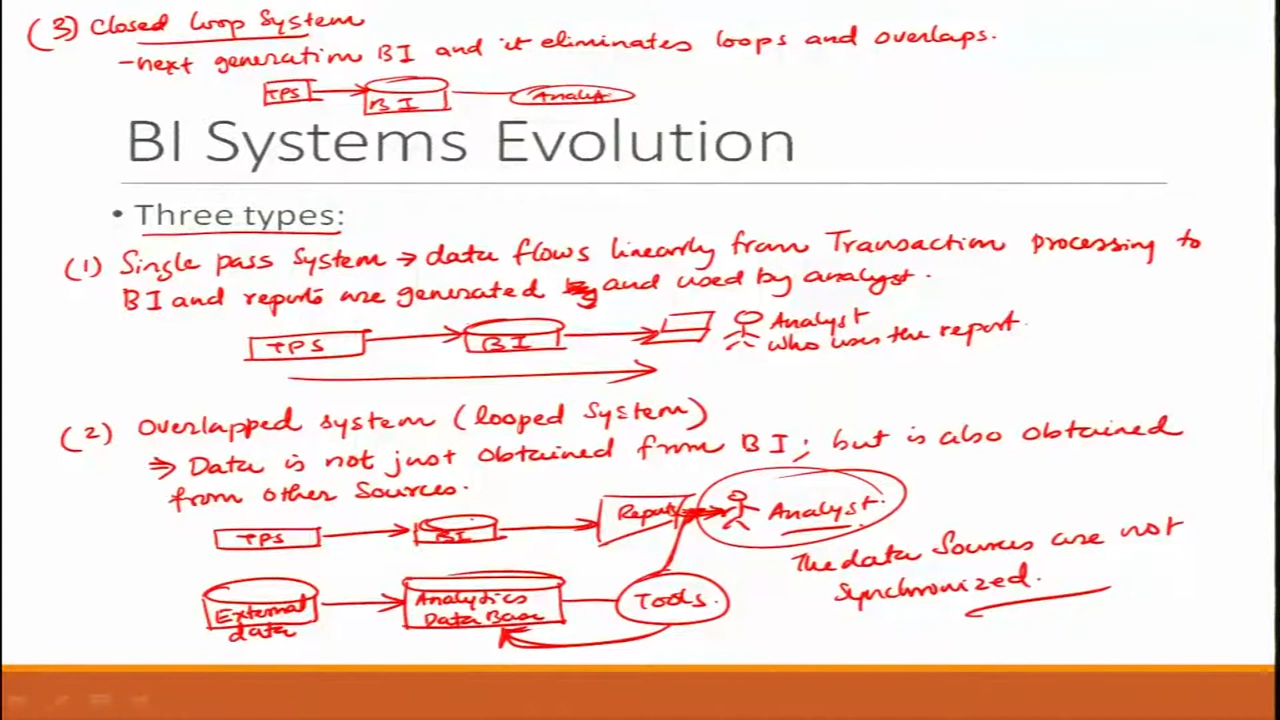 (3) Closed loop System
-next generation BI and it eliminates loops and overlaps.
TPS BI Analyst
BI Systems Evolution
• Three types:
(1) Single pass System → data flows linearly from Transaction processing to
BI and reports are generated and used by analyst.
TPS BI Analyst
who uses the report.
(2) Overlapped system (looped System)
⇒ Data is not just obtained from BI; but is also obtained
from other Sources.
TPS BI Report Analyst.
The data Sources are not
synchronized.
External
data
Analytics
Data Base
Tools.